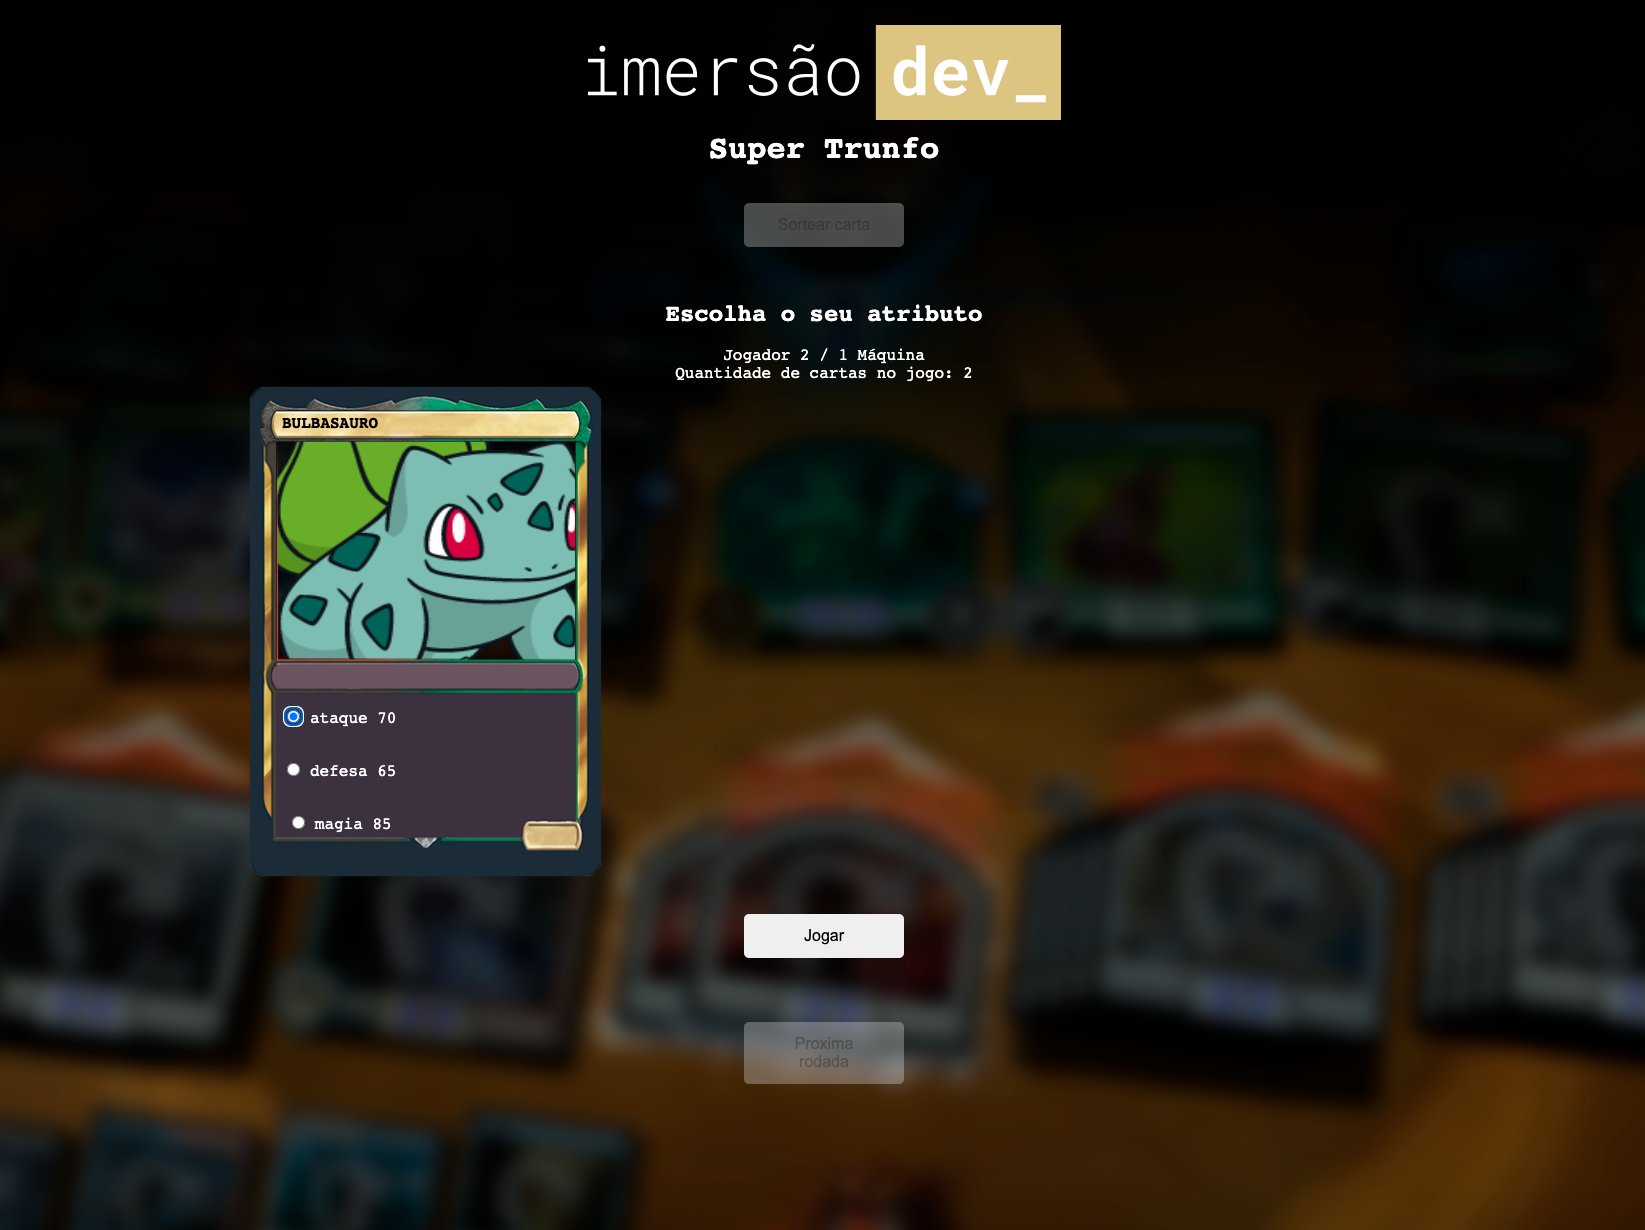 imersão dev_
Super Trunfo
Sortear carta
Escolha o seu atributo
Jogador 2 / 1 Máquina
Quantidade de cartas no jogo: 2
BULBASAURO
ataque 70
defesa 65
magia 85
Jogar
Proxima
rodada